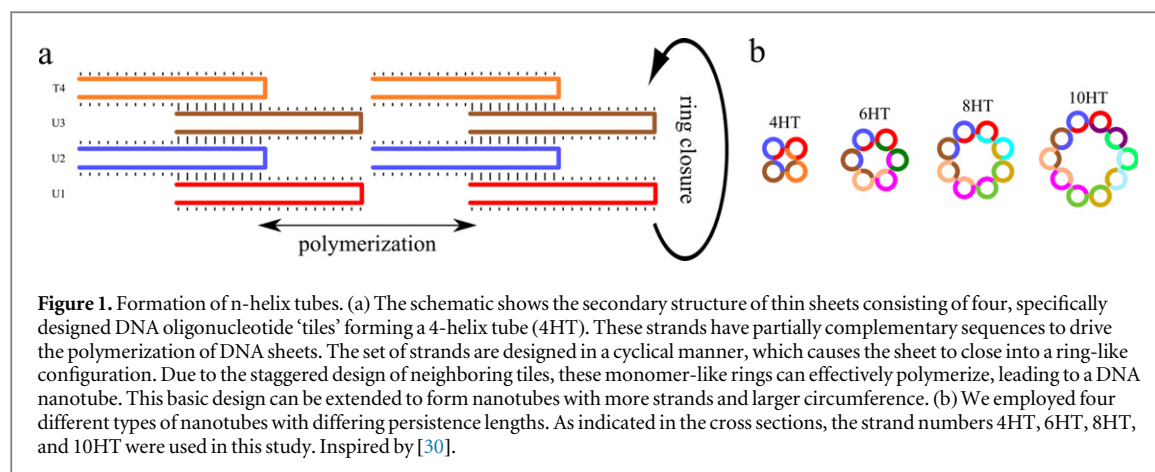 a
b
T4
U3
U2
U1
polymerization
ring closure
4HT
6HT
8HT
10HT
Figure 1. Formation of n-helix tubes. (a) The schematic shows the secondary structure of thin sheets consisting of four, specifically
designed DNA oligonucleotide ‘tiles’ forming a 4-helix tube (4HT). These strands have partially complementary sequences to drive
the polymerization of DNA sheets. The set of strands are designed in a cyclical manner, which causes the sheet to close into a ring-like
configuration. Due to the staggered design of neighboring tiles, these monomer-like rings can effectively polymerize, leading to a DNA
nanotube. This basic design can be extended to form nanotubes with more strands and larger circumference. (b) We employed four
different types of nanotubes with differing persistence lengths. As indicated in the cross sections, the strand numbers 4HT, 6HT, 8HT,
and 10HT were used in this study. Inspired by [30].